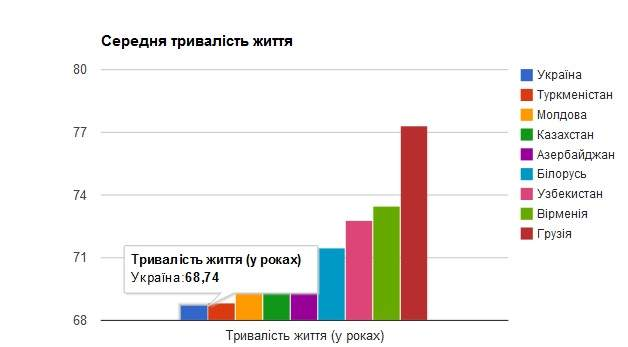 Середня тривалість життя
80
77
74
71
68
Тривалість життя (у роках)
Україна:68,74
Тривалість життя (у роках)
Україна
Туркменістан
Молдова
Казахстан
Азербайджан
Білорусь
Узбекистан
Вірменія
Грузія